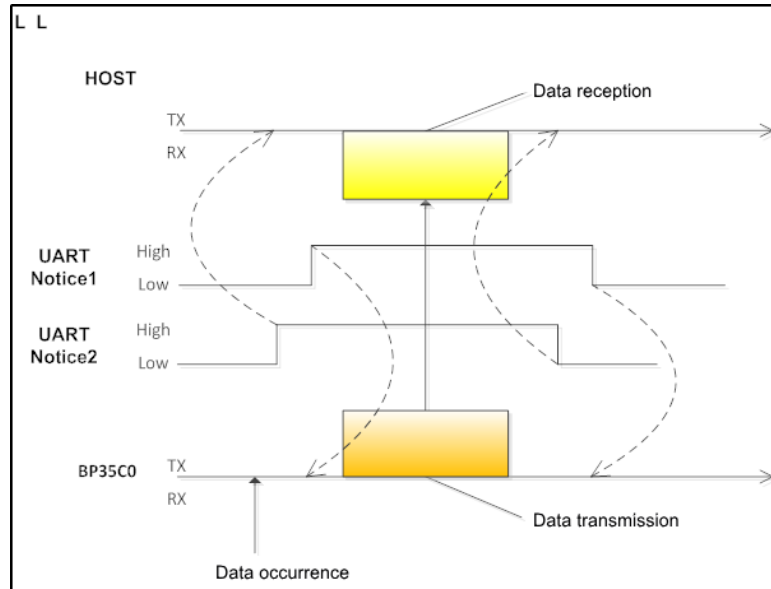 L L
HOST
Data reception
TX
RX
UART
Notice1
High
Low
UART
Notice2
High
Low
BP35C0
TX
RX
Data transmission
Data occurrence